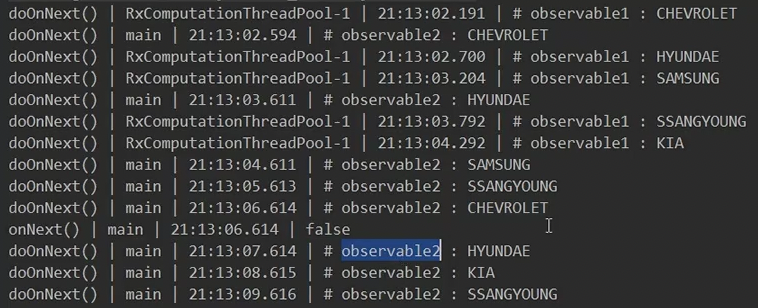 doOnNext() | RxComputationThreadPool-1 | 21:13:02.191 | # observable1 : CHEVROLET
doOnNext() | main | 21:13:02.594 | # observable2 : CHEVROLET
doOnNext() | RxComputationThreadPool-1 | 21:13:02.700 | # observable1 : HYUNDAE
doOnNext() | RxComputationThreadPool-1 | 21:13:03.204 | # observable1 : SAMSUNG
doOnNext() | main | 21:13:03.611 | # observable2 : HYUNDAE
doOnNext() | RxComputationThreadPool-1 | 21:13:03.792 | # observable1 : SSANGYOUNG
doOnNext() | RxComputationThreadPool-1 | 21:13:04.292 | # observable1 : KIA
doOnNext() | main | 21:13:04.611 | # observable2 : SAMSUNG
doOnNext() | main | 21:13:05.613 | # observable2 : SSANGYOUNG
doOnNext() | main | 21:13:06.614 | # observable2 : CHEVROLET
onNext() | main | 21:13:06.614 | false
doOnNext() | main | 21:13:07.614 | # observable2 : HYUNDAE
doOnNext() | main | 21:13:08.615 | # observable2 : KIA
doOnNext() | main | 21:13:09.616 | # observable2 : SSANGYOUNG